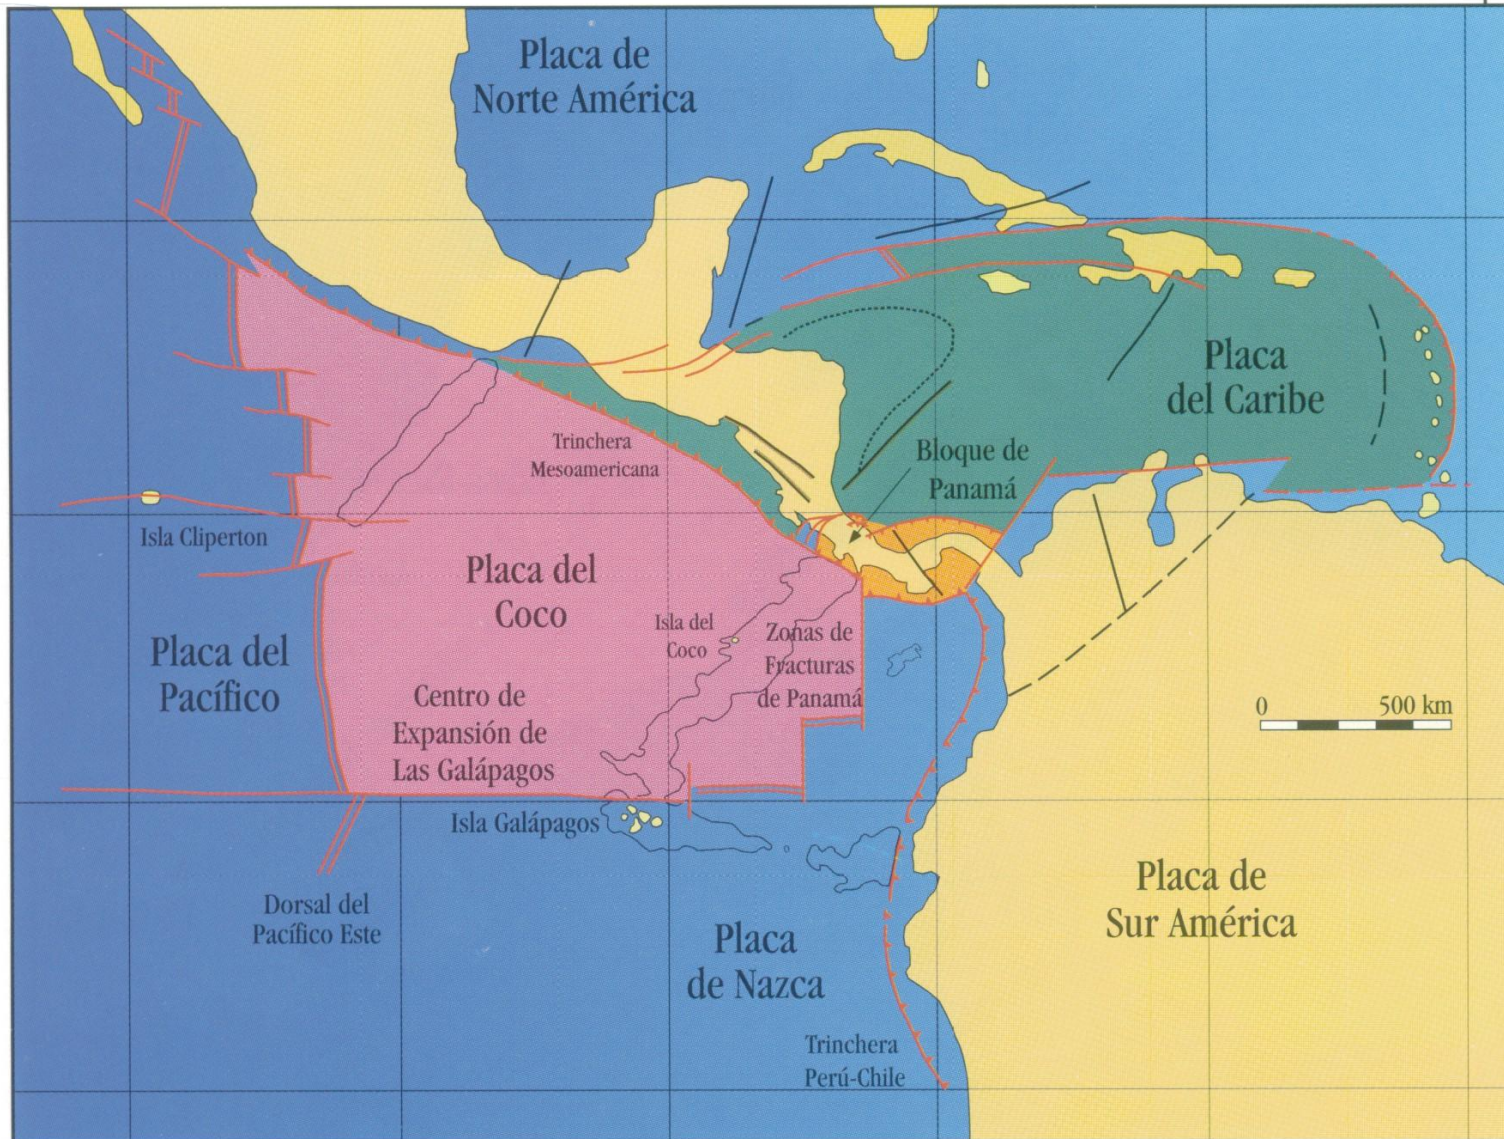 Placa de
Norte América
Placa
del Caribe
Trinchera
Mesoamericana
Bloque de
Panamá
Isla Cliperton
Placa del
Coco
Isla del
Coco
Zonas de
Fracturas
de Panamá
Placa del
Pacífico
Centro de
Expansión de
Las Galápagos
0 500 km
Isla Galápagos
Dorsal del
Pacífico Este
Placa
de Nazca
Placa de
Sur América
Trinchera
Perú-Chile